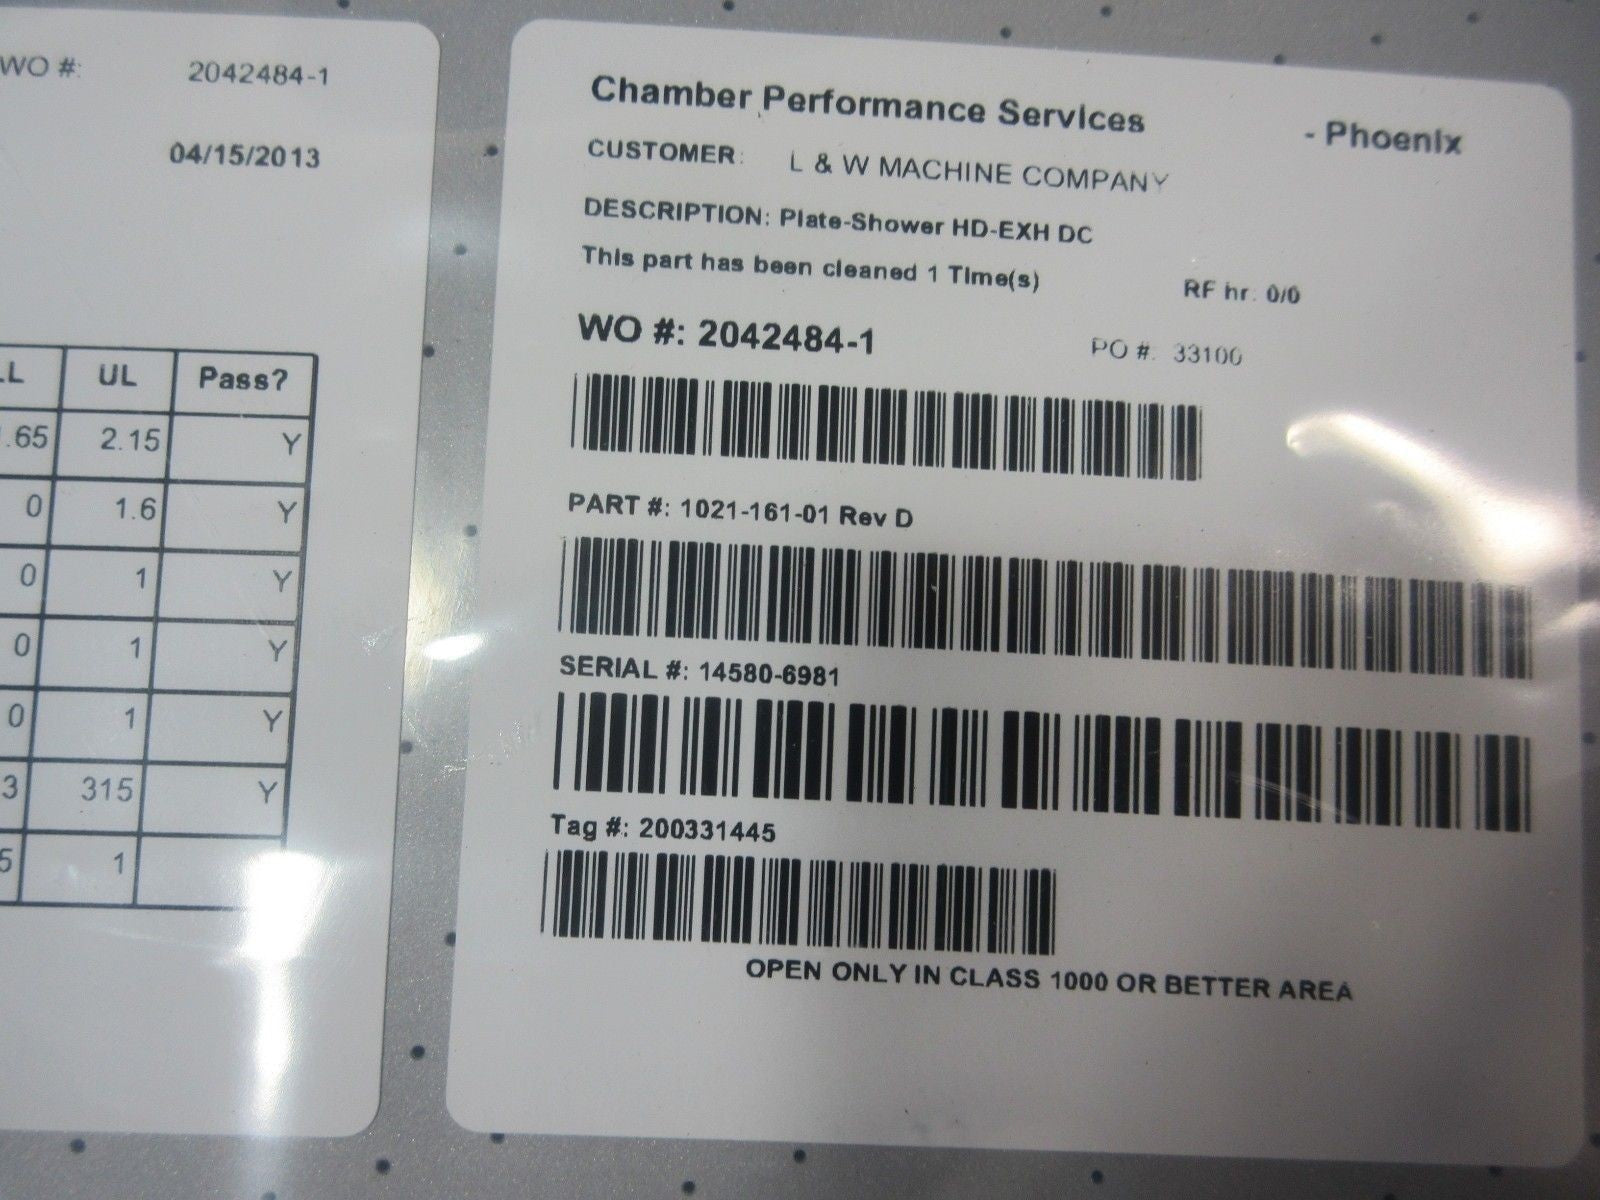 WO #: 2042484-1
04/15/2013
LL UL Pass?
.65 2.15 Y
0 1.6 Y
0 1 Y
0 1 Y
0 1 Y
3 315 Y
5 1
Chamber Performance Services - Phoenix
CUSTOMER: L & W MACHINE COMPANY
DESCRIPTION: Plate-Shower HD-EXH DC
This part has been cleaned 1 Time(s) RF hr. 0/0
WO #: 2042484-1 PO #: 33100
PART #: 1021-161-01 Rev D
SERIAL #: 14580-6981
Tag #: 200331445
OPEN ONLY IN CLASS 1000 OR BETTER AREA